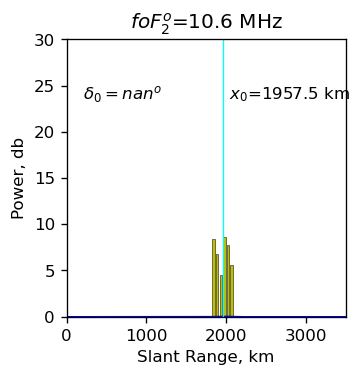 foF₂ᵒ=10.6 MHz
30
25
20
15
10
5
0
Power, db
δ₀ = nanᵒ
x₀=1957.5 km
0 1000 2000 3000
Slant Range, km